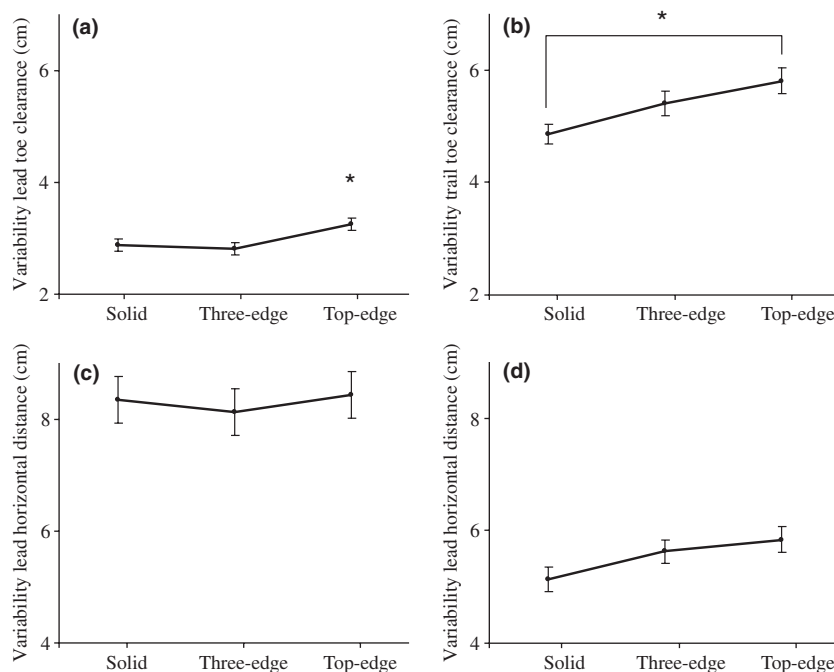 (a)
Variability lead toe clearance (cm)
6
4
2
*
Solid Three-edge Top-edge
(b)
Variability trail toe clearance (cm)
6
4
2
*
Solid Three-edge Top-edge
(c)
Variability lead horizontal distance (cm)
8
6
4
Solid Three-edge Top-edge
(d)
Variability lead horizontal distance (cm)
8
6
4
Solid Three-edge Top-edge